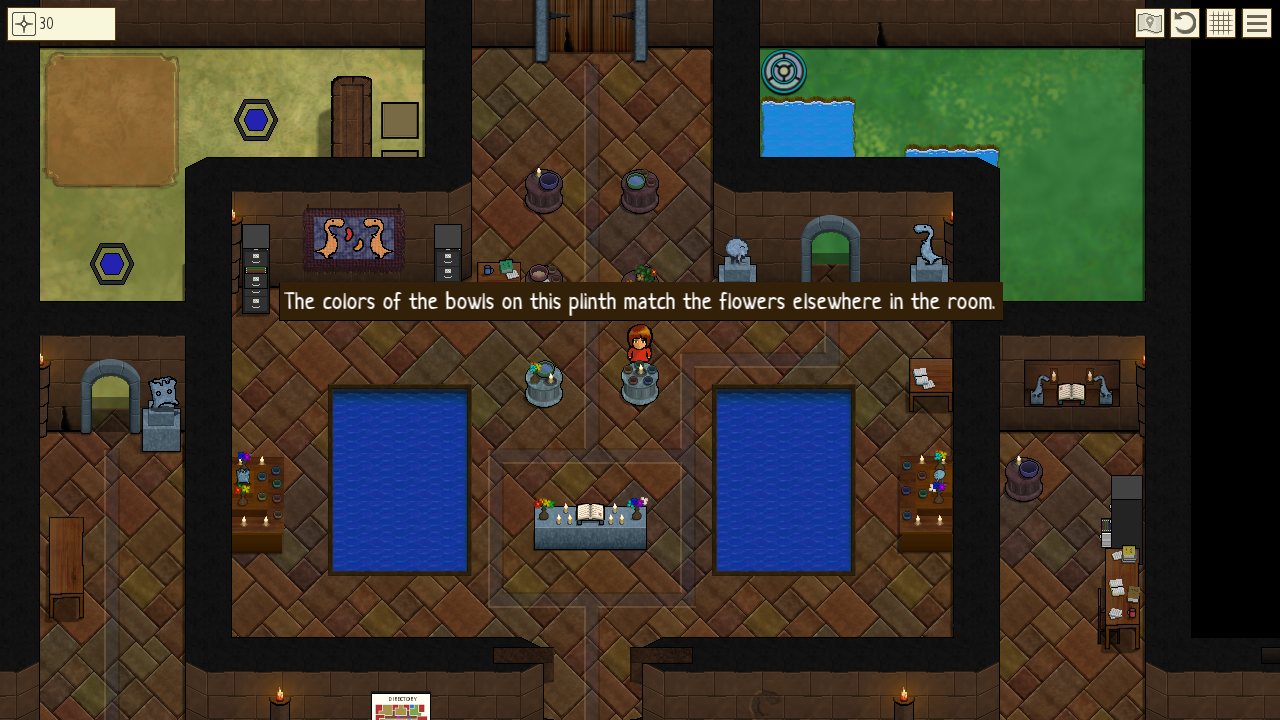 30
The colors of the bowls on this plinth match the flowers elsewhere in the room.
DIRECTORY